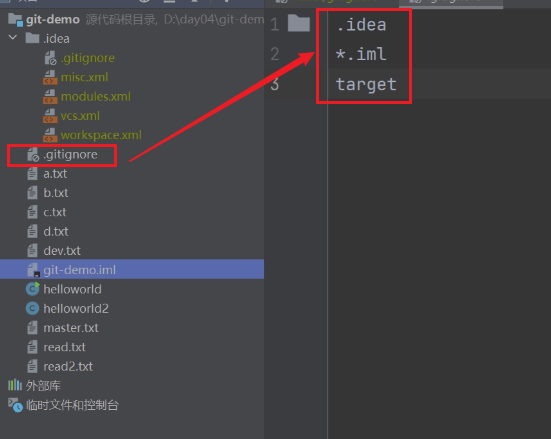 git-demo 源代码根目录, D:\day04\git-dem
.idea
.gitignore
misc.xml
modules.xml
vcs.xml
workspace.xml
.gitignore
a.txt
b.txt
c.txt
d.txt
dev.txt
git-demo.iml
helloworld
helloworld2
master.txt
read.txt
read2.txt
外部库
临时文件和控制台
1 .idea
2 *.iml
3 target